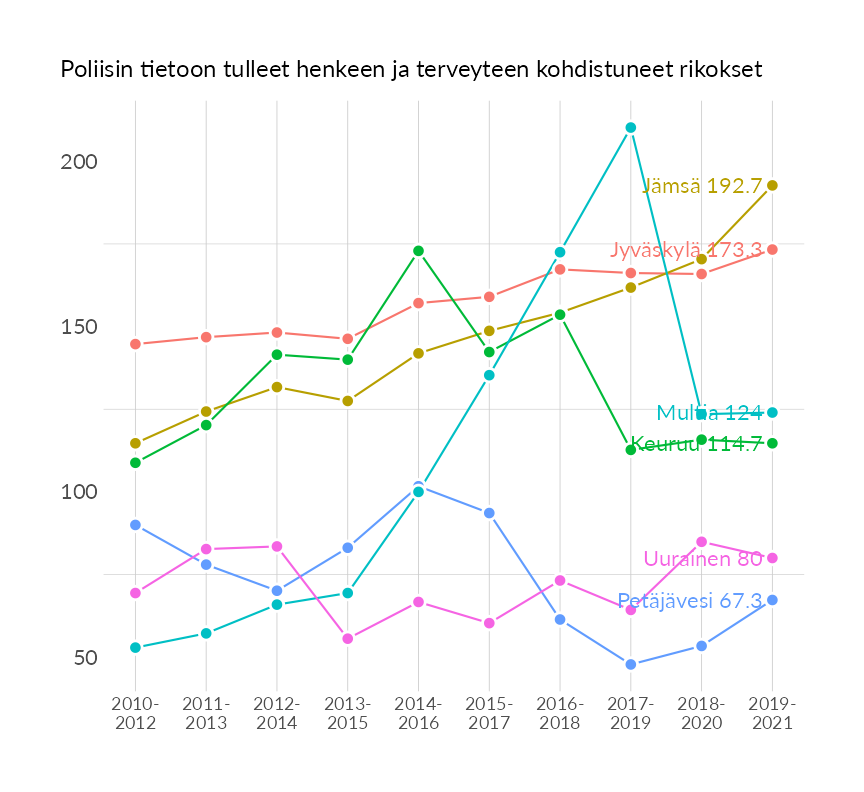 Poliisin tietoon tulleet henkeen ja terveyteen kohdistuneet rikokset
200
Jämsä 192.7
Jyväskylä 173.3
150
Multia 124
Keuruu 114.7
100
Uurainen 80
Petäjävesi 67.3
50
2010- 2011- 2012- 2013- 2014- 2015- 2016- 2017- 2018- 2019-
2012 2013 2014 2015 2016 2017 2018 2019 2020 2021